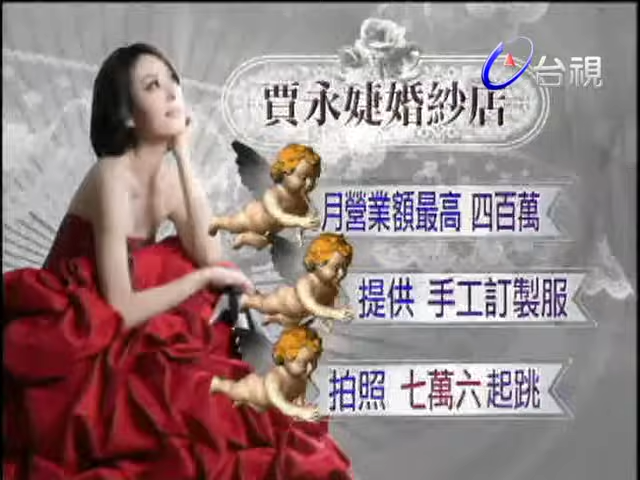 台視
賈永婕婚紗店
月營業額最高 四百萬
提供 手工訂製服
拍照 七萬六起跳